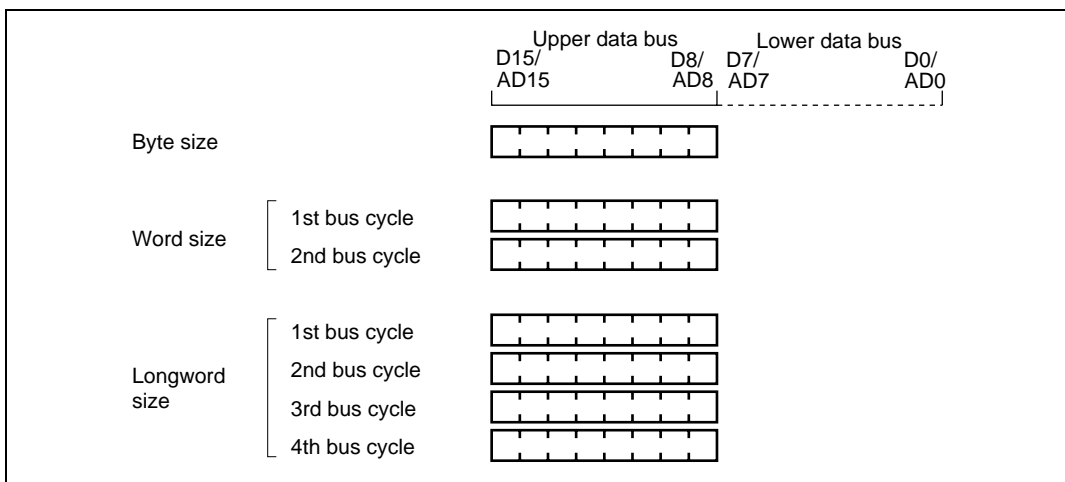 Upper data bus Lower data bus
D15/ D8/ D7/ D0/
AD15 AD8 AD7 AD0
Byte size
Word size
1st bus cycle
2nd bus cycle
Longword
size
1st bus cycle
2nd bus cycle
3rd bus cycle
4th bus cycle